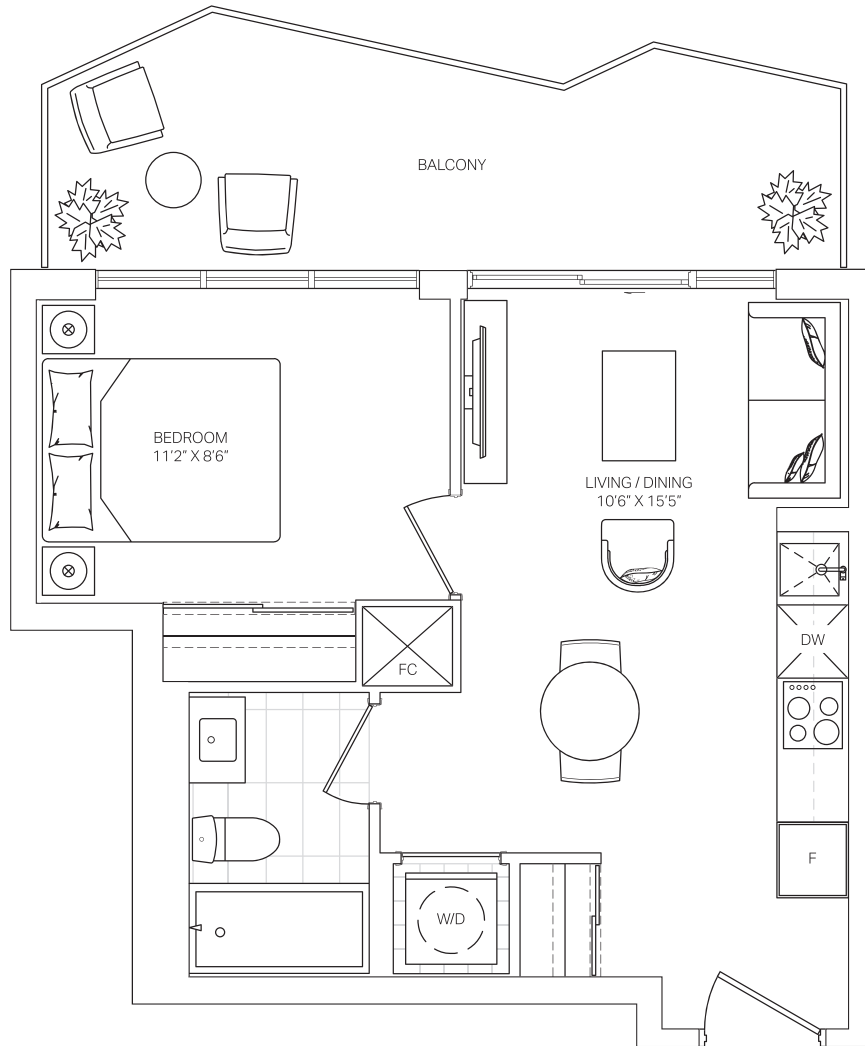 BALCONY
BEDROOM
11’2” X 8’6”
LIVING / DINING
10’6” X 15’5”
DW
FC
F
W/D